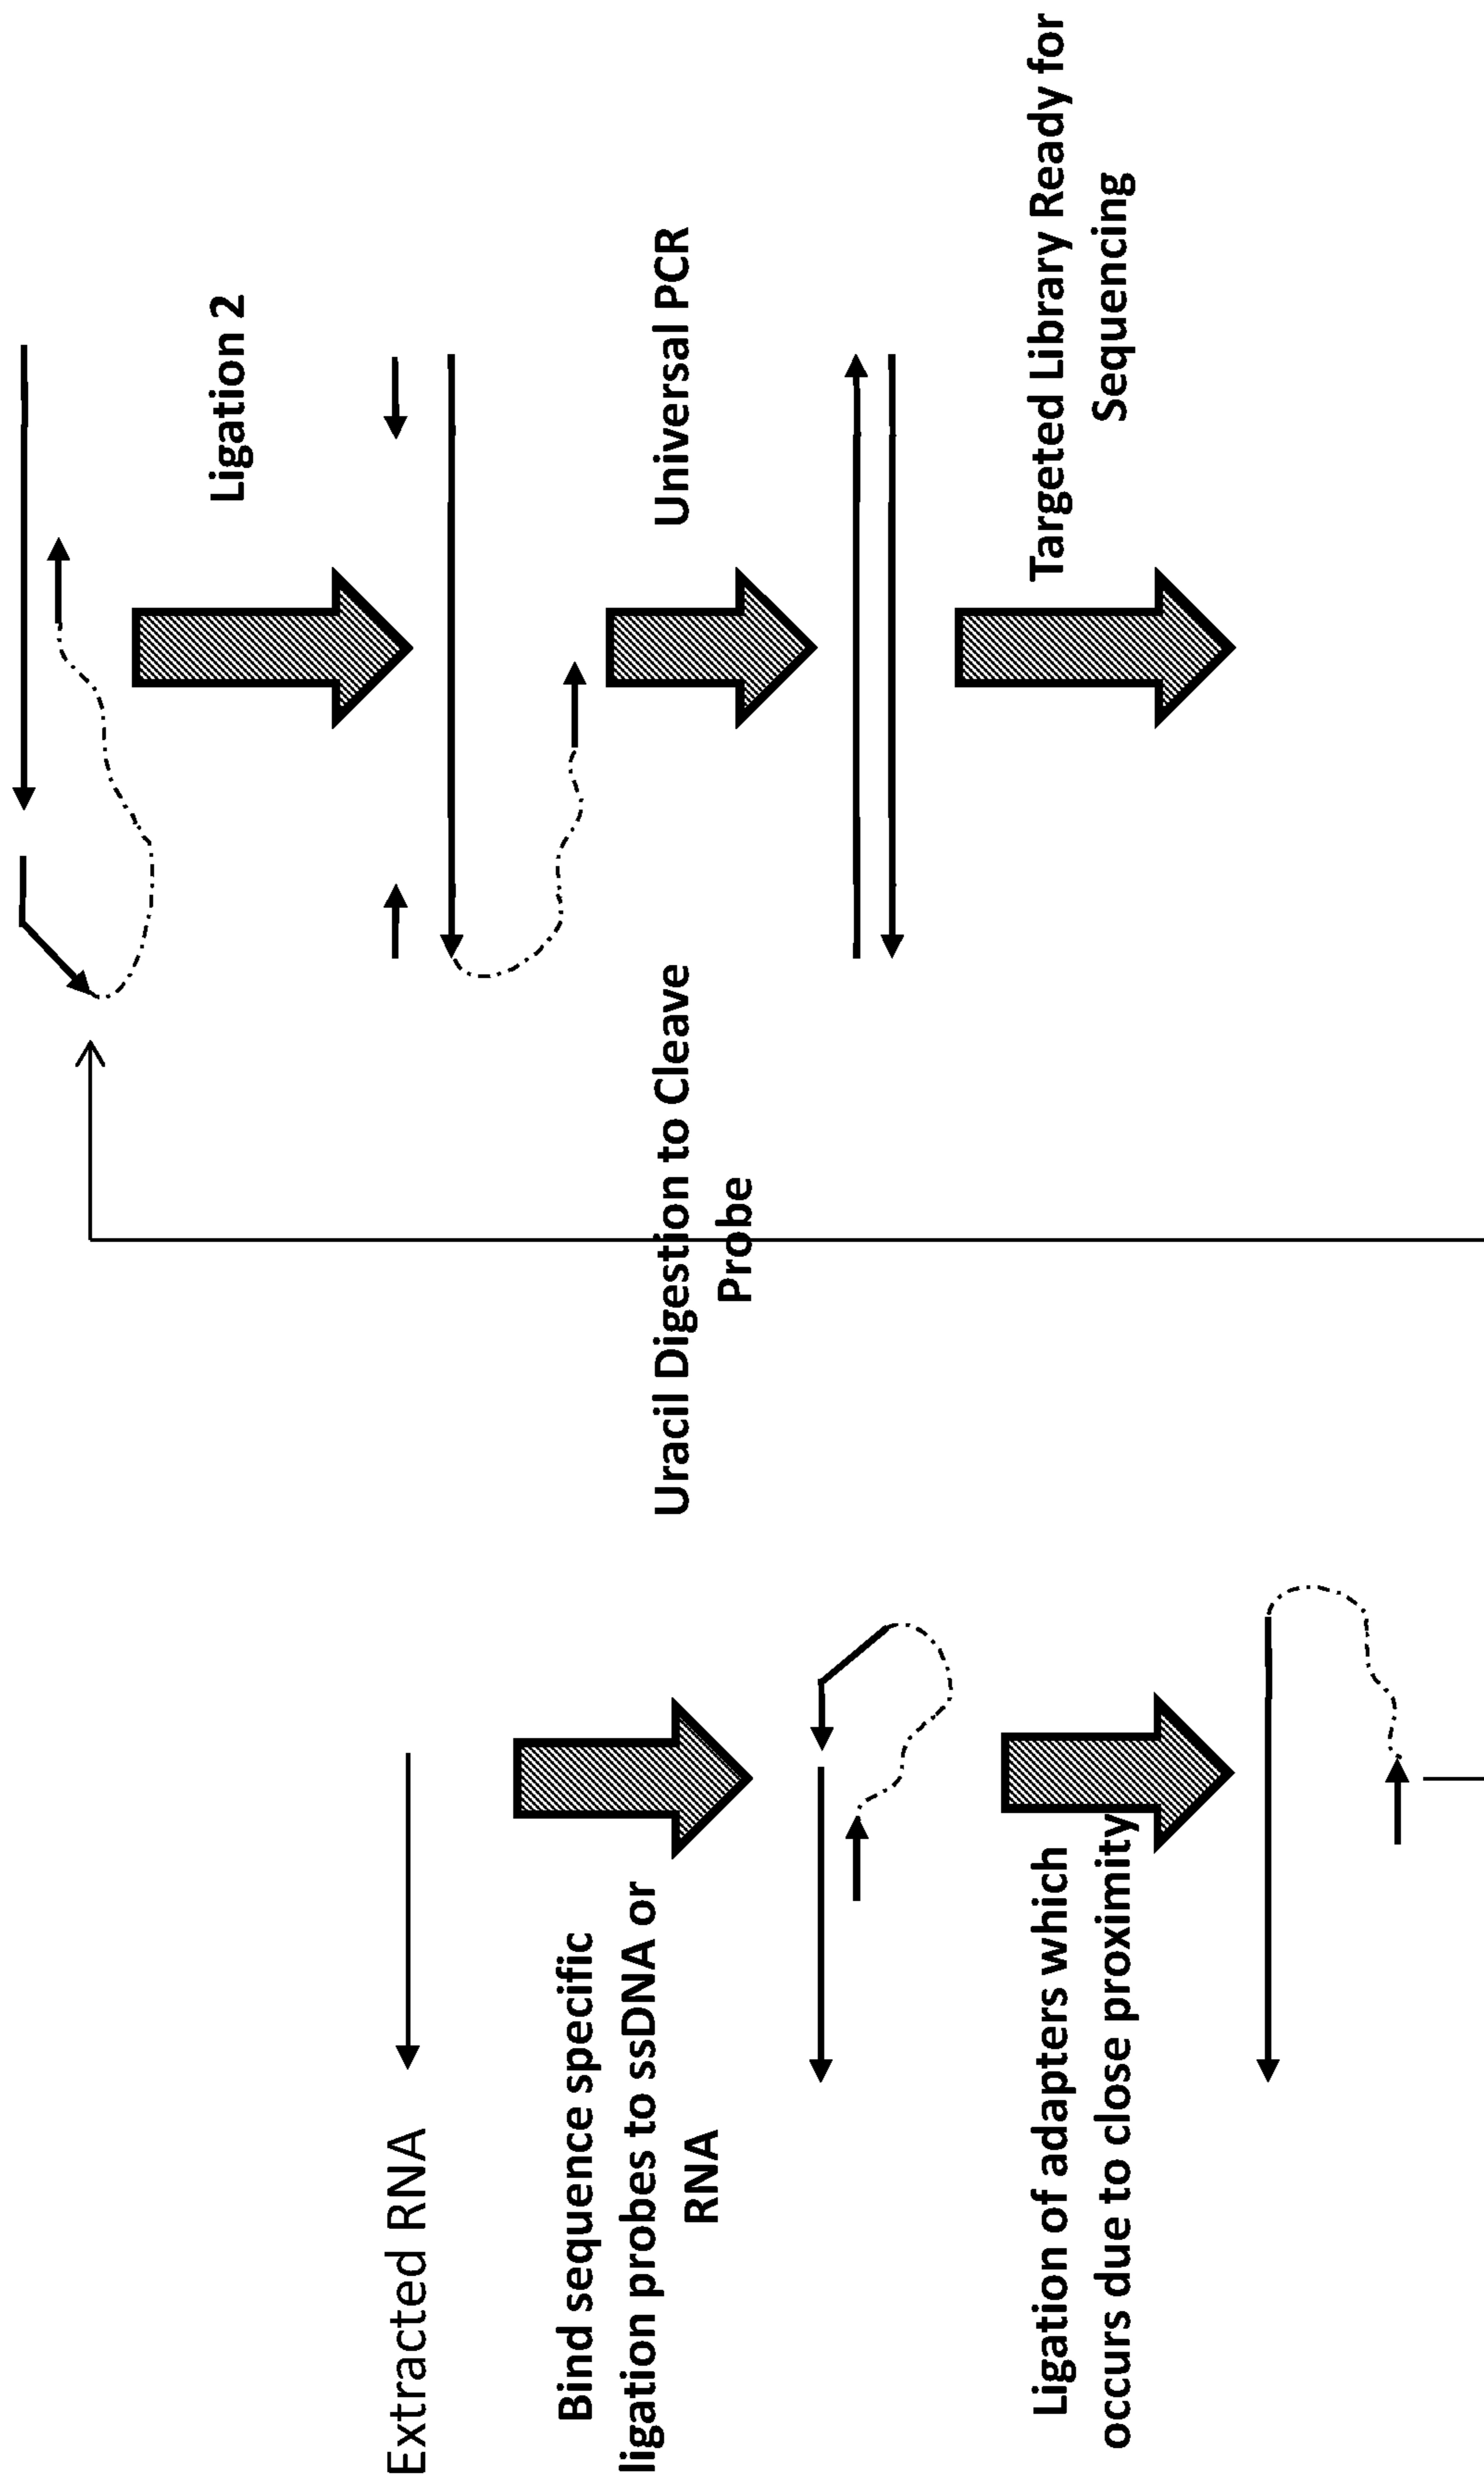 Extracted RNA
Bind sequence specific
ligation probes to ssDNA or
RNA
Ligation of adapters which
occurs due to close proximity
Uracil Digestion to Cleave
Probe
Ligation 2
Universal PCR
Targeted Library Ready for
Sequencing